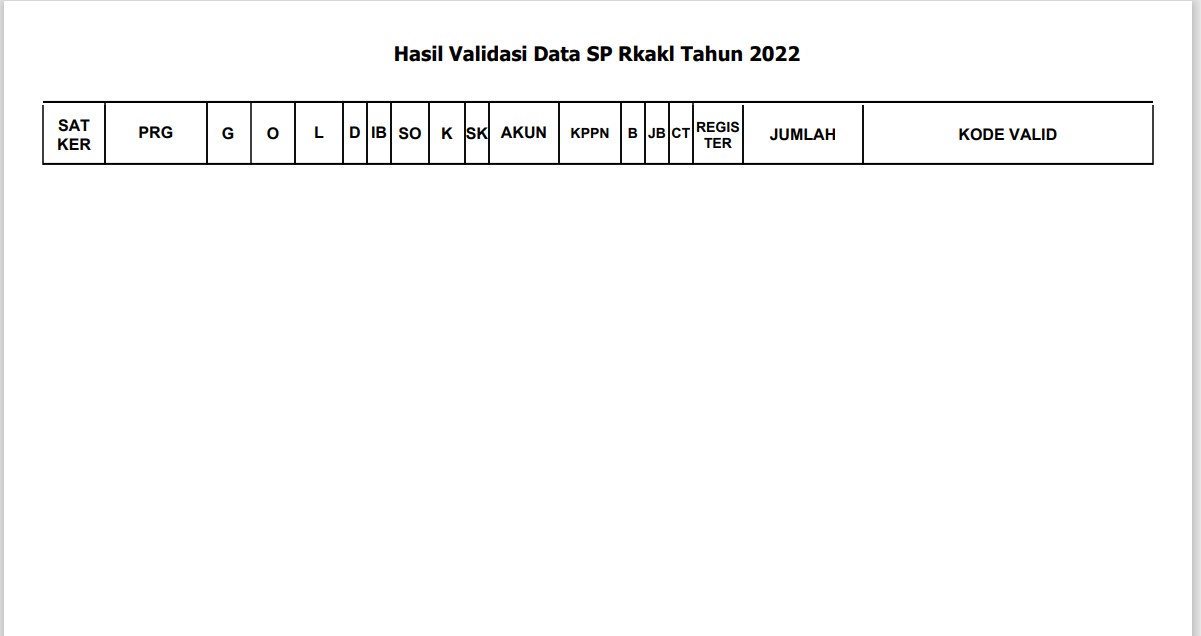 Hasil Validasi Data SP Rkakl Tahun 2022
SAT KER PRG G O L D IB SO K SK AKUN KPPN B JB CT REGIS TER JUMLAH KODE VALID